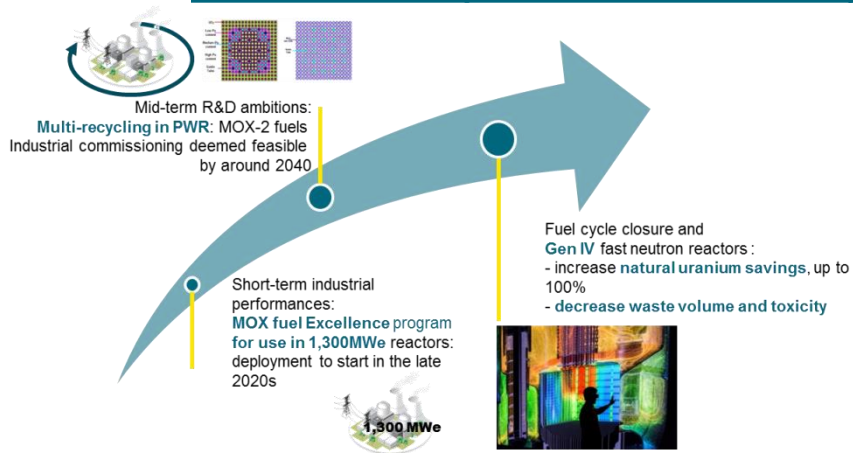 Mid-term R&D ambitions:
Multi-recycling in PWR: MOX-2 fuels
Industrial commissioning deemed feasible
by around 2040
Fuel cycle closure and
Gen IV fast neutron reactors :
- increase natural uranium savings, up to
100%
- decrease waste volume and toxicity
Short-term industrial
performances:
MOX fuel Excellence program
for use in 1,300MWe reactors:
deployment to start in the late
2020s
1,300 MWe